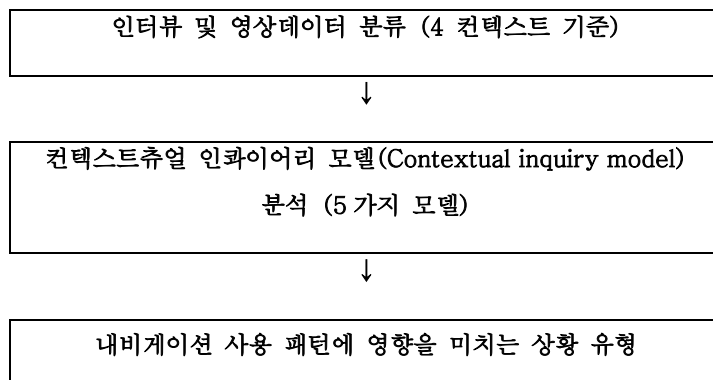 인터뷰 및 영상데이터 분류 (4 컨텍스트 기준)
↓
컨텍스트츄얼 인콰이어리 모델(Contextual inquiry model)
분석 (5가지 모델)
↓
내비게이션 사용 패턴에 영향을 미치는 상황 유형